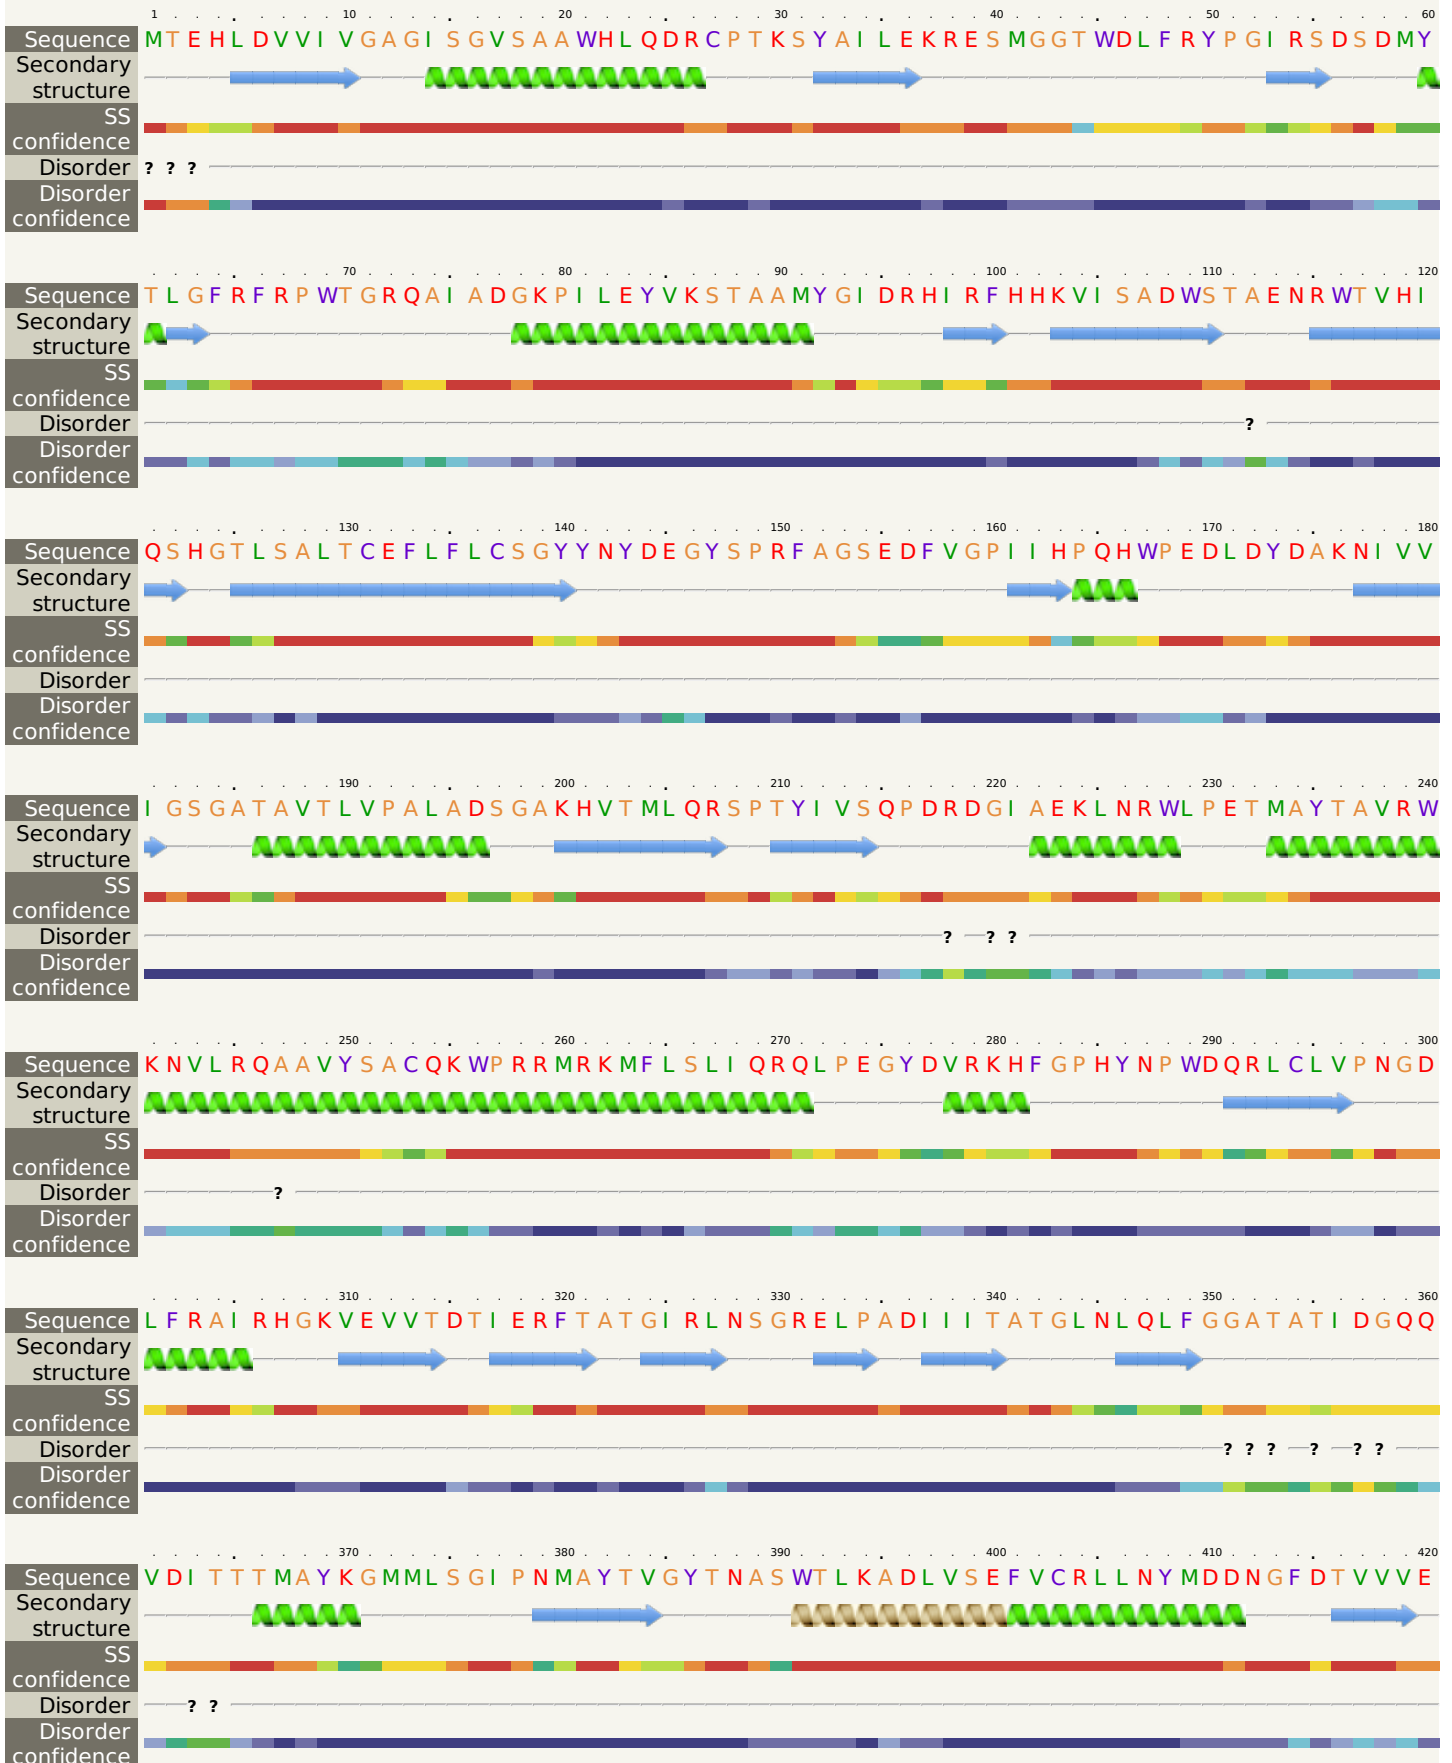 1 10 20 30 40 50 60
Sequence MTEHLDVVIVGAGISGVSAAWHLQDRCPTKSYAILEKRESMGGTWDLFRYPGIRSDSDMY
Secondary
structure
SS
confidence
Disorder ? ? ?
Disorder
confidence
70 80 90 100 110 120
Sequence TLGFRFRPWTGRQAIADGKPILEYVKSTAAMYGIDRHIRFHHKVISADWSTAENRWTVHI
Secondary
structure
SS
confidence
Disorder ?
Disorder
confidence
130 140 150 160 170 180
Sequence QSHGTLSALTCEFLFLCSGYYNYDEGYSPRFAGSEDFVGPIIHPQHWPEDLDYDAKNIVV
Secondary
structure
SS
confidence
Disorder
Disorder
confidence
190 200 210 220 230 240
Sequence IGSGATAVTLVPALADSGAKHVTMLQRSPTYIVSQPDRDGIAEKLNRWLPETMAYTAVRW
Secondary
structure
SS
confidence
Disorder ? ? ?
Disorder
confidence
250 260 270 280 290 300
Sequence KNVLRQAAVYSACQKWPRRMRKMFLSLIQRQLPEGYDVRKHFGPHYNPWDQRLCLVPNGD
Secondary
structure
SS
confidence
Disorder ?
Disorder
confidence
310 320 330 340 350 360
Sequence LFRAIRHGKVEVVTDTIERFTATGIRLNSGRELPADIIITATGLNLQLFGGATATIDGQQ
Secondary
structure
SS
confidence
Disorder ? ? ? ? ? ?
Disorder
confidence
370 380 390 400 410 420
Sequence VDITTTMAYKGMMLSGIPNMAYTVGYTNASWTLKADLVSEFVCRLLNYMDDNGFDTVVVE
Secondary
structure
SS
confidence
Disorder ? ?
Disorder
confidence